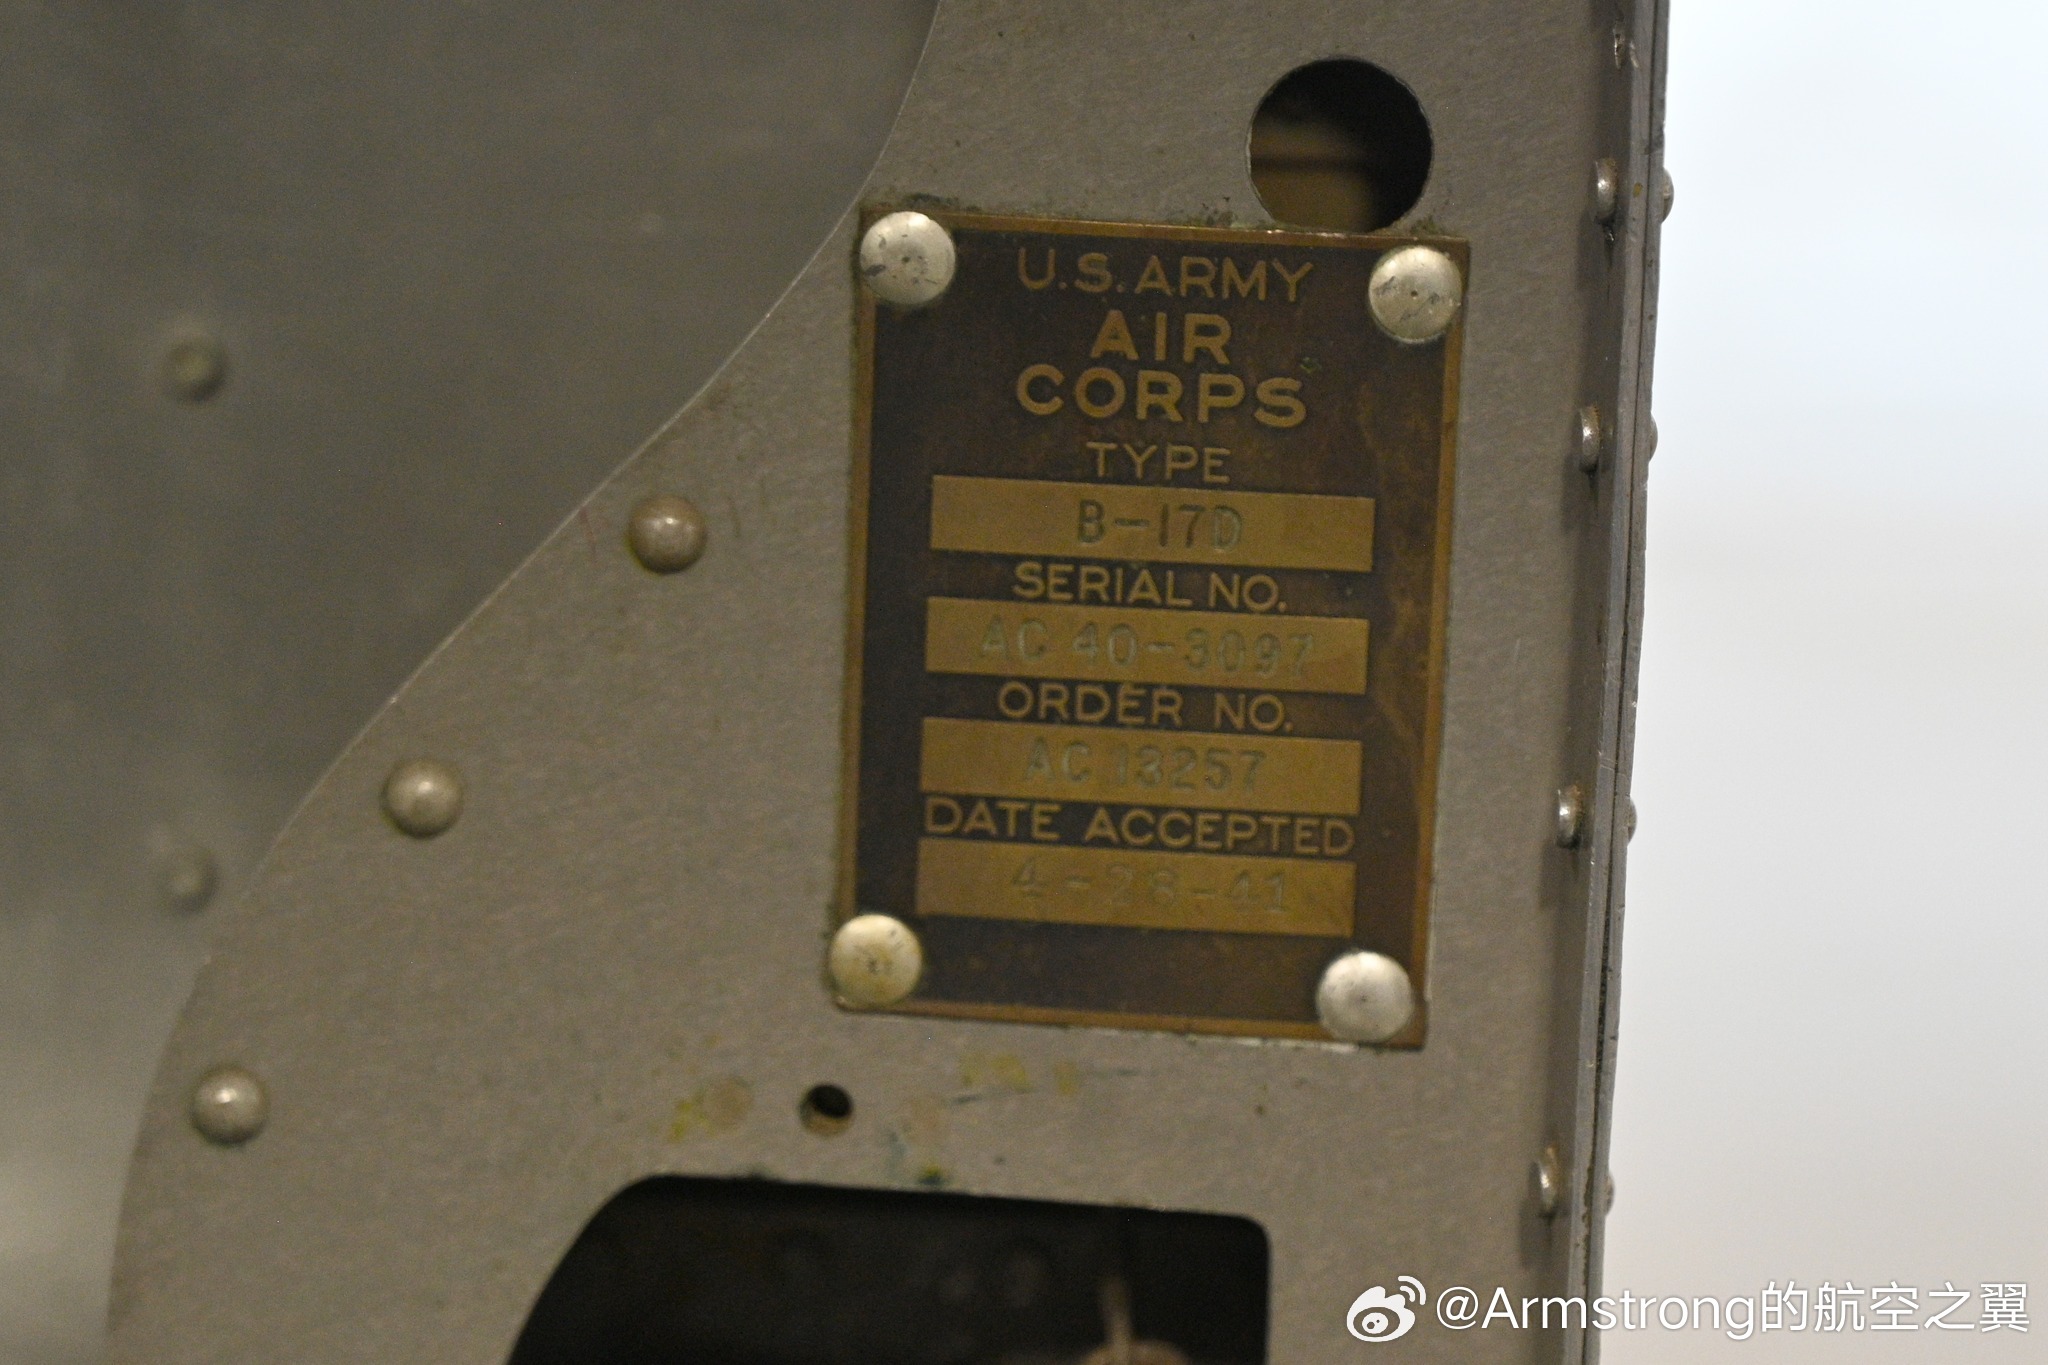 U.S. ARMY
AIR
CORPS
TYPE
B-17D
SERIAL NO.
AC 40-3097
ORDER NO.
AC 13257
DATE ACCEPTED
4-28-41
@Armstrong的航空之翼